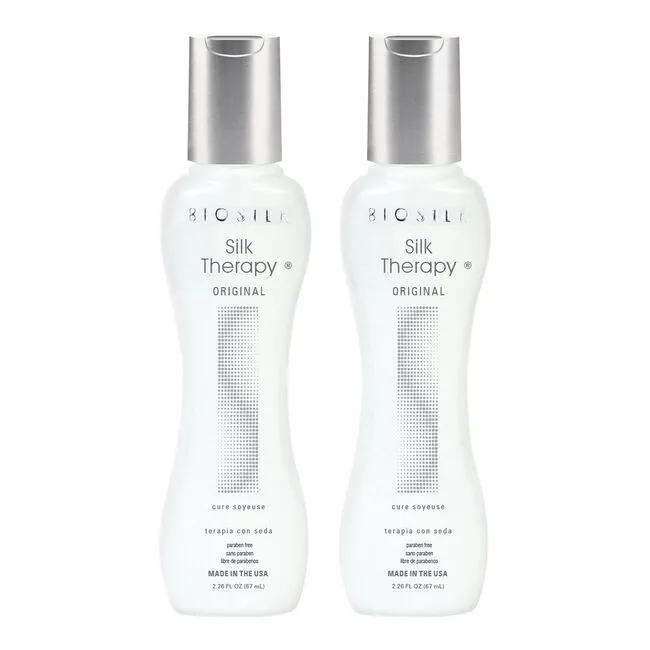 BIOSILK
Silk
Therapy ®
ORIGINAL
cure soyeuse
terapia con seda
paraben free
sans paraben
libre de parabenos
MADE IN THE USA
2.26 FL OZ (67 mL)
BIOSILK
Silk
Therapy ®
ORIGINAL
cure soyeuse
terapia con seda
paraben free
sans paraben
libre de parabenos
MADE IN THE USA
2.26 FL OZ (67 mL)